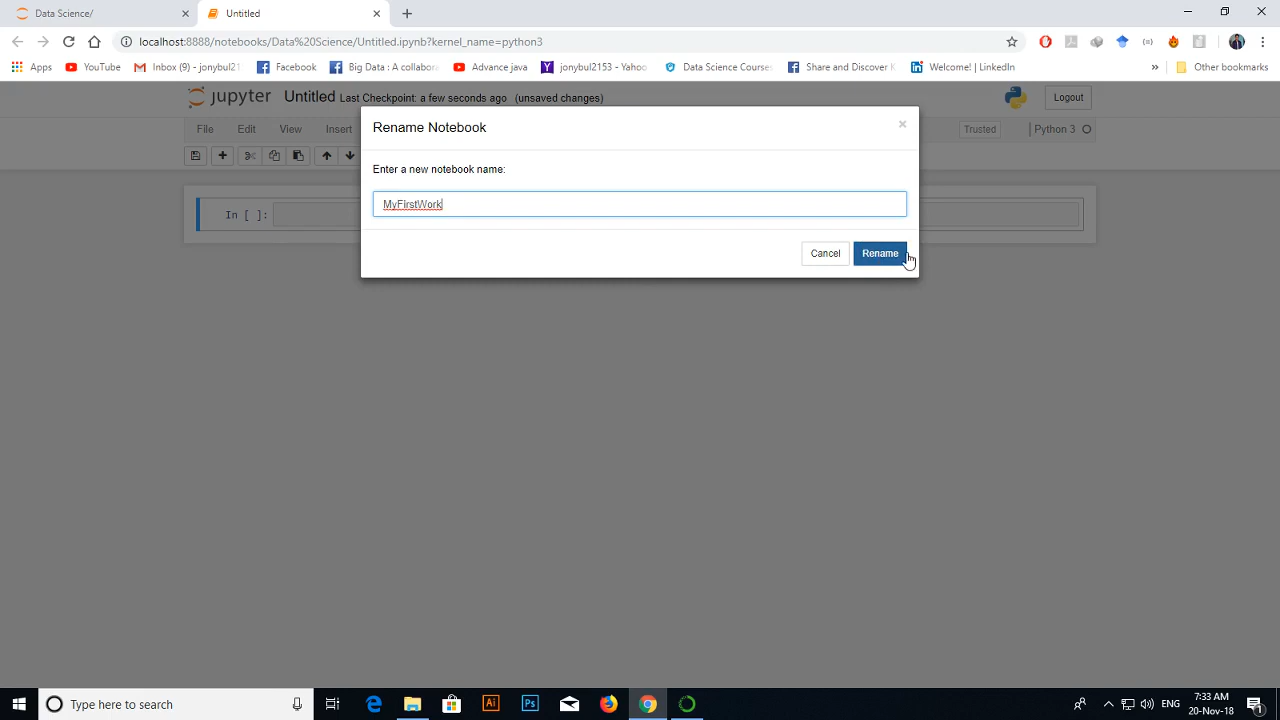 Data Science/
Untitled
localhost:8888/notebooks/Data%20Science/Untitled.ipynb?kernel_name=python3
Apps YouTube Inbox (9) - jonybul21 Facebook Big Data : A collabora Advance java jonybul2153 - Yahoo Data Science Course Share and Discover K Welcome! | LinkedIn » Other bookmarks
jupyter Untitled Last Checkpoint: a few seconds ago (unsaved changes) Logout
File Edit View Insert Trusted Python 3
Rename Notebook
Enter a new notebook name:
MyFirstWork
In [ ]:
Cancel Rename
Type here to search
ENG
7:33 AM
20-Nov-18